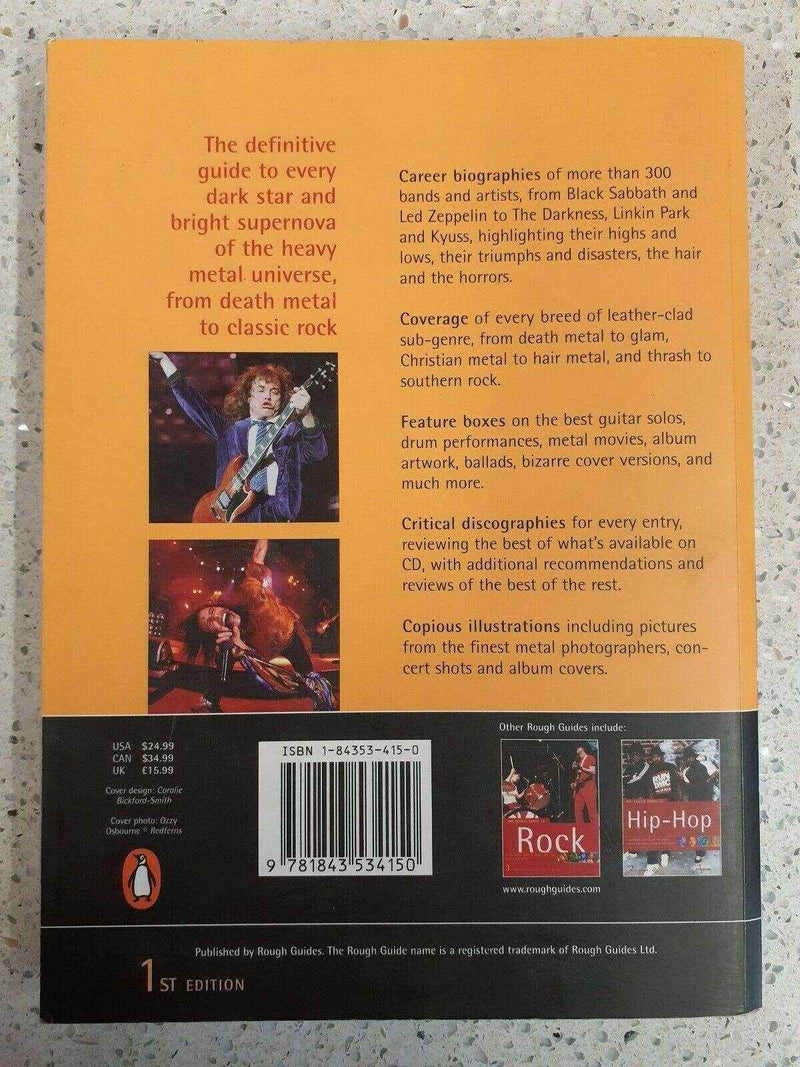 The definitive
guide to every
dark star and
bright supernova
of the heavy
metal universe,
from death metal
to classic rock
Career biographies of more than 300
bands and artists, from Black Sabbath and
Led Zeppelin to The Darkness, Linkin Park
and Kyuss, highlighting their highs and
lows, their triumphs and disasters, the hair
and the horrors.
Coverage of every breed of leather-clad
sub-genre, from death metal to glam,
Christian metal to hair metal, and thrash to
southern rock.
Feature boxes on the best guitar solos,
drum performances, metal movies, album
artwork, ballads, bizarre cover versions, and
much more.
Critical discographies for every entry,
reviewing the best of what's available on
CD, with additional recommendations and
reviews of the best of the rest.
Copious illustrations including pictures
from the finest metal photographers, con-
cert shots and album covers.
USA $24.99
CAN $34.99
UK £15.99
Cover design: Coralie
Bickford-Smith
Cover photo: Ozzy
Osbourne © Redferns
ISBN 1-84353-415-0
9 781843 534150
Other Rough Guides include:
Rock
RUN
DMC
Hip-Hop
www.roughguides.com
Published by Rough Guides. The Rough Guide name is a registered trademark of Rough Guides Ltd.
1ST EDITION